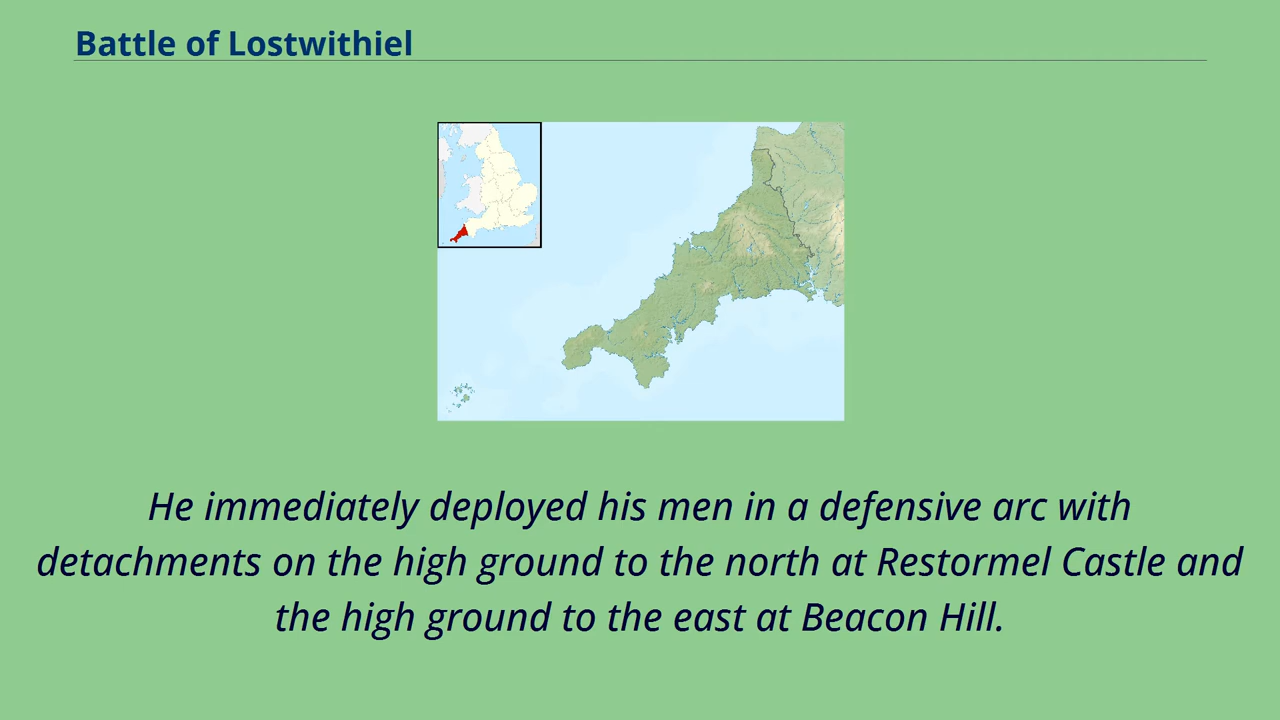 Battle of Lostwithiel
He immediately deployed his men in a defensive arc with
detachments on the high ground to the north at Restormel Castle and
the high ground to the east at Beacon Hill.